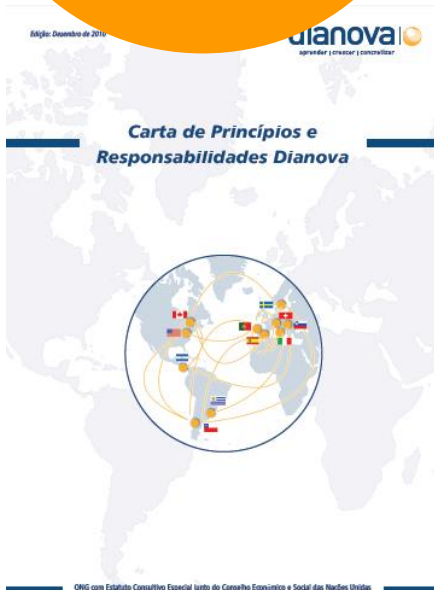 Edição: Dezembro de 2010
dianova
aprender | crescer | concretizar
Carta de Princípios e
Responsabilidades Dianova
ONG com Estatuto Consultivo Especial junto do Conselho Económico e Social das Nações Unidas